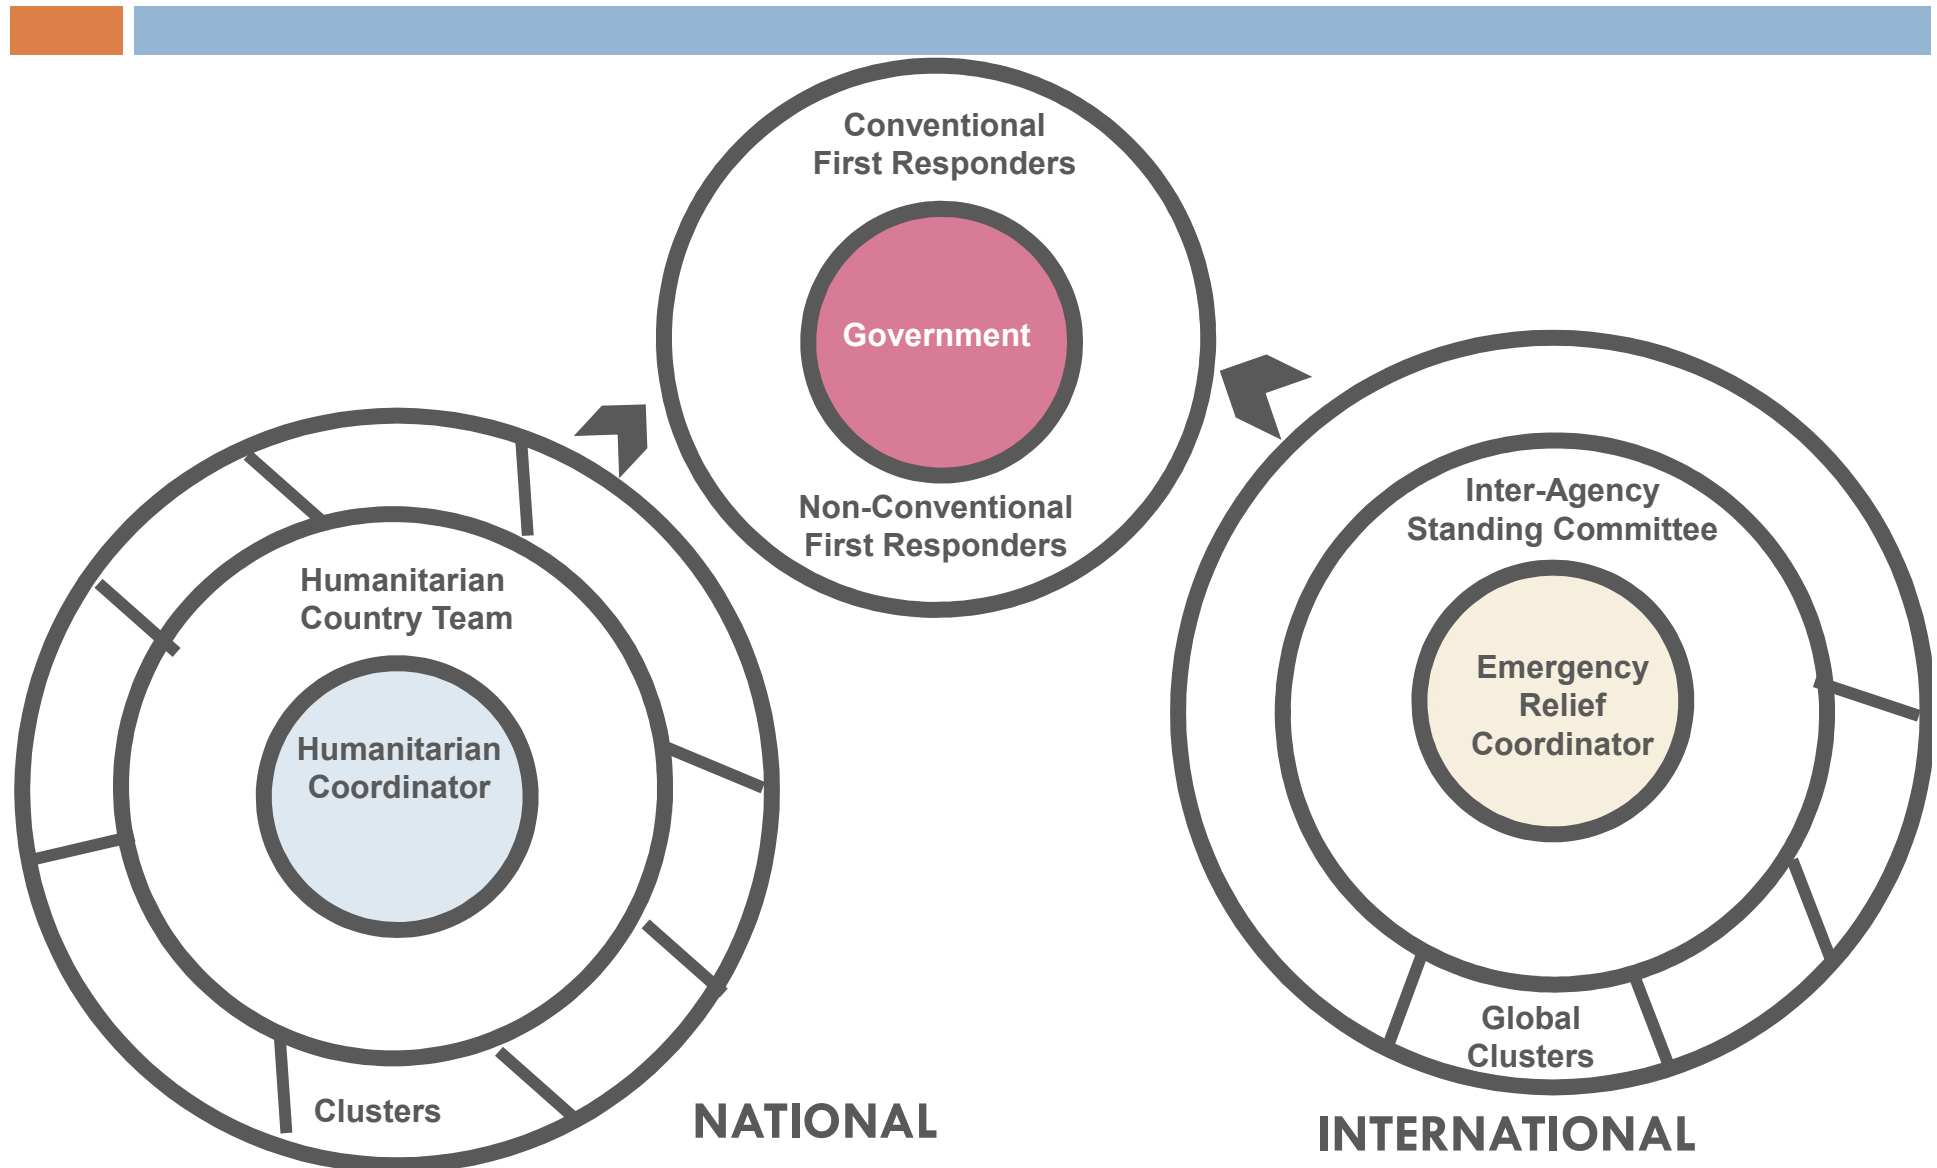 Conventional
First Responders
Government
Non-Conventional
First Responders
Humanitarian
Country Team
Humanitarian
Coordinator
Clusters
NATIONAL
Inter-Agency
Standing Committee
Emergency
Relief
Coordinator
Global
Clusters
INTERNATIONAL